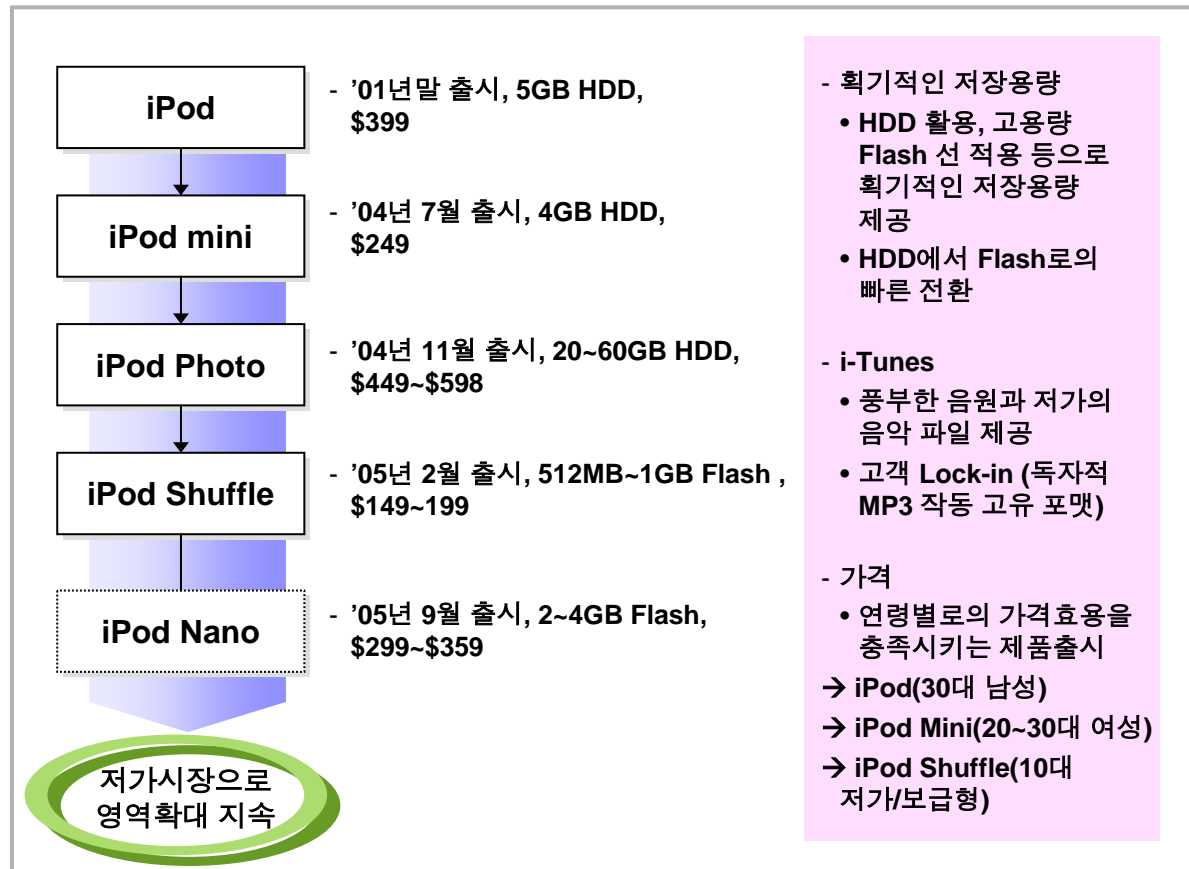 iPod
- ’01년말 출시, 5GB HDD,
$399
iPod mini
- ’04년 7월 출시, 4GB HDD,
$249
iPod Photo
- ’04년 11월 출시, 20~60GB HDD,
$449~$598
iPod Shuffle
- ’05년 2월 출시, 512MB~1GB Flash ,
$149~199
iPod Nano
- ’05년 9월 출시, 2~4GB Flash,
$299~$359
저가시장으로
영역확대 지속
- 획기적인 저장용량
• HDD 활용, 고용량
Flash 선 적용 등으로
획기적인 저장용량
제공
• HDD에서 Flash로의
빠른 전환
- i-Tunes
• 풍부한 음원과 저가의
음악 파일 제공
• 고객 Lock-in (독자적
MP3 작동 고유 포맷)
- 가격
• 연령별로의 가격효용을
충족시키는 제품출시
→ iPod(30대 남성)
→ iPod Mini(20~30대 여성)
→ iPod Shuffle(10대
저가/보급형)